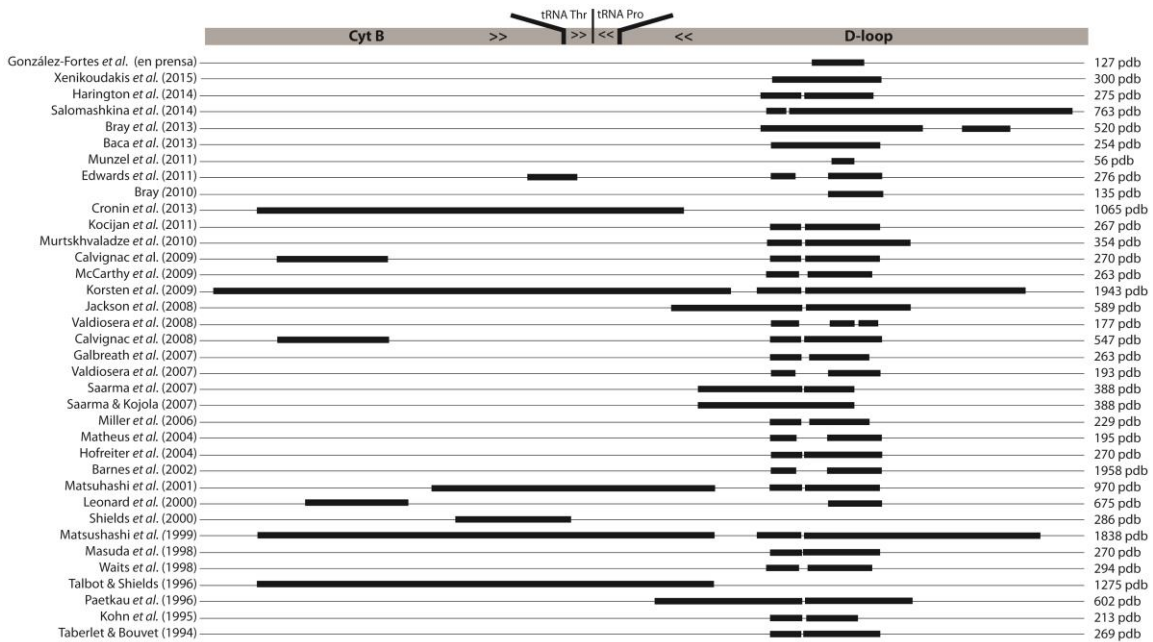 tRNA Thr tRNA Pro
Cyt B >> >> << << D-loop
González-Fortes et al. (en prensa) 127 pdb
Xenikoudakis et al. (2015) 300 pdb
Harington et al. (2014) 275 pdb
Salomashkina et al. (2014) 763 pdb
Bray et al. (2013) 520 pdb
Baca et al. (2013) 254 pdb
Munzel et al. (2011) 56 pdb
Edwards et al. (2011) 276 pdb
Bray (2010) 135 pdb
Cronin et al. (2013) 1065 pdb
Kocijan et al. (2011) 267 pdb
Murtskhvaladze et al. (2010) 354 pdb
Calvignac et al. (2009) 270 pdb
McCarthy et al. (2009) 263 pdb
Korsten et al. (2009) 1943 pdb
Jackson et al. (2008) 589 pdb
Valdiosera et al. (2008) 177 pdb
Calvignac et al. (2008) 547 pdb
Galbreath et al. (2007) 263 pdb
Valdiosera et al. (2007) 193 pdb
Saarma et al. (2007) 388 pdb
Saarma & Kojola (2007) 388 pdb
Miller et al. (2006) 229 pdb
Matheus et al. (2004) 195 pdb
Hofreiter et al. (2004) 270 pdb
Barnes et al. (2002) 1958 pdb
Matsuhashi et al. (2001) 970 pdb
Leonard et al. (2000) 675 pdb
Shields et al. (2000) 286 pdb
Matsushashi et al. (1999) 1838 pdb
Masuda et al. (1998) 270 pdb
Waits et al. (1998) 294 pdb
Talbot & Shields (1996) 1275 pdb
Paetkau et al. (1996) 602 pdb
Kohn et al. (1995) 213 pdb
Taberlet & Bouvet (1994) 269 pdb